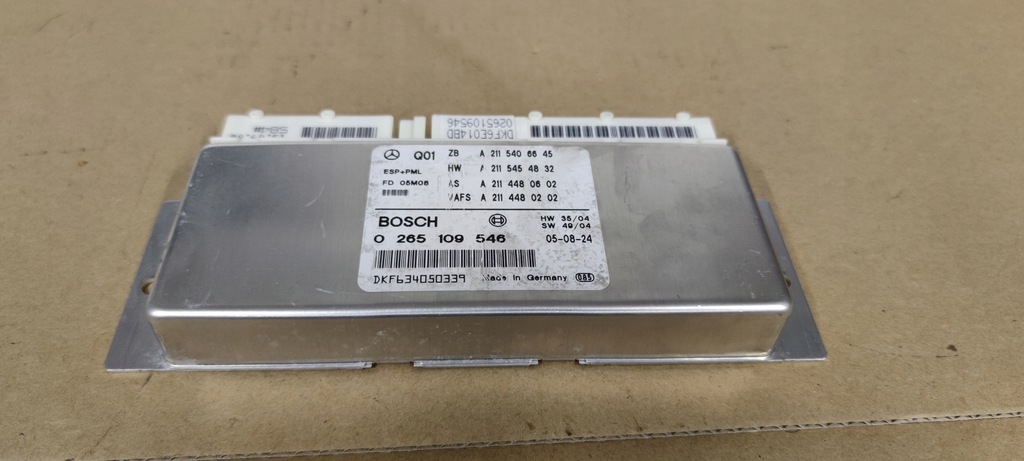 DKF6E014BD
0265109546
Q01
ZB A 211 540 66 45
ESP+PML
HW A 211 545 48 32
FD 05M08
AS A 211 448 06 02
VAFS A 211 448 02 02
BOSCH
HW 35/04
SW 49/04
0 265 109 546
05-08-24
DKF634050339
Made in Germany